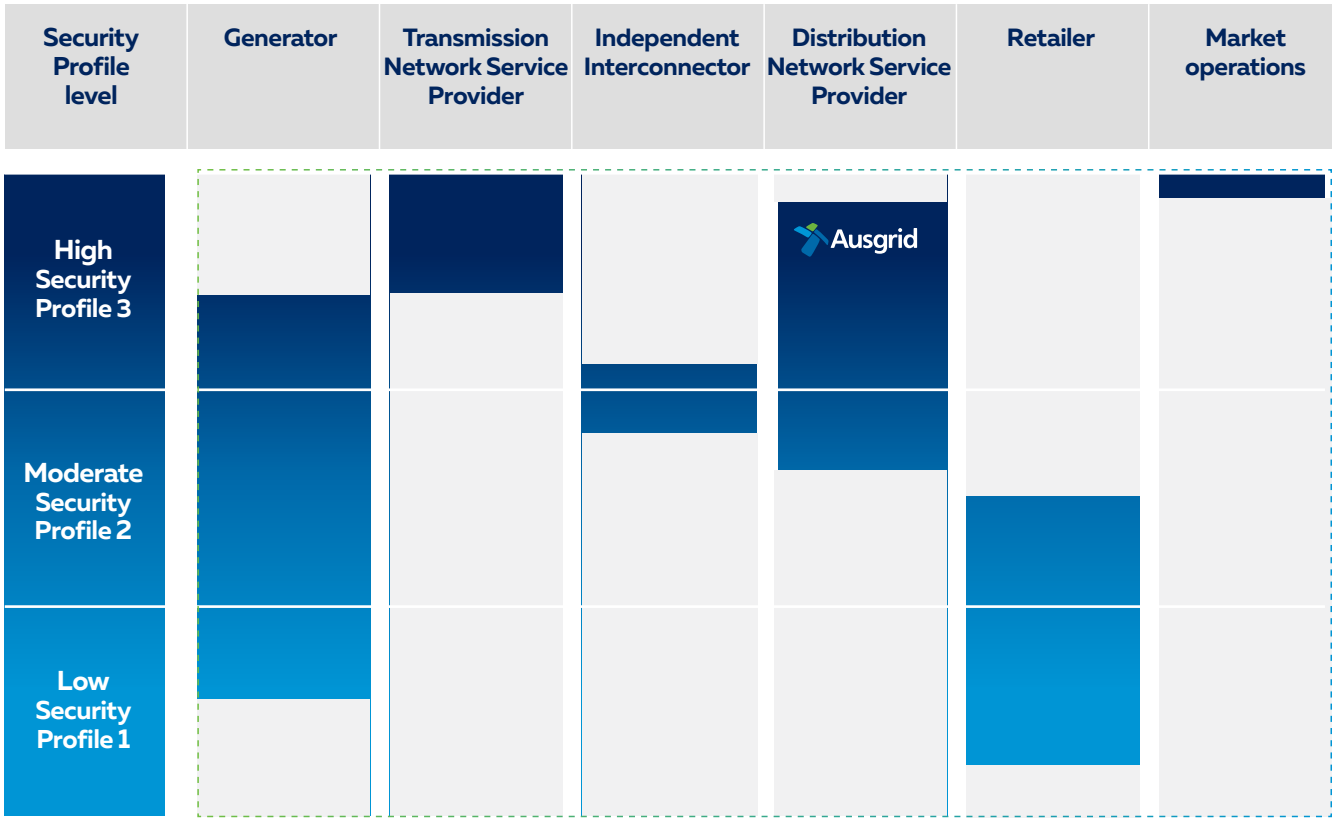 Security
Profile
level
Generator
Transmission
Network Service
Provider
Independent
Interconnector
Distribution
Network Service
Provider
Retailer
Market
operations
High
Security
Profile 3
Ausgrid
Moderate
Security
Profile 2
Low
Security
Profile 1